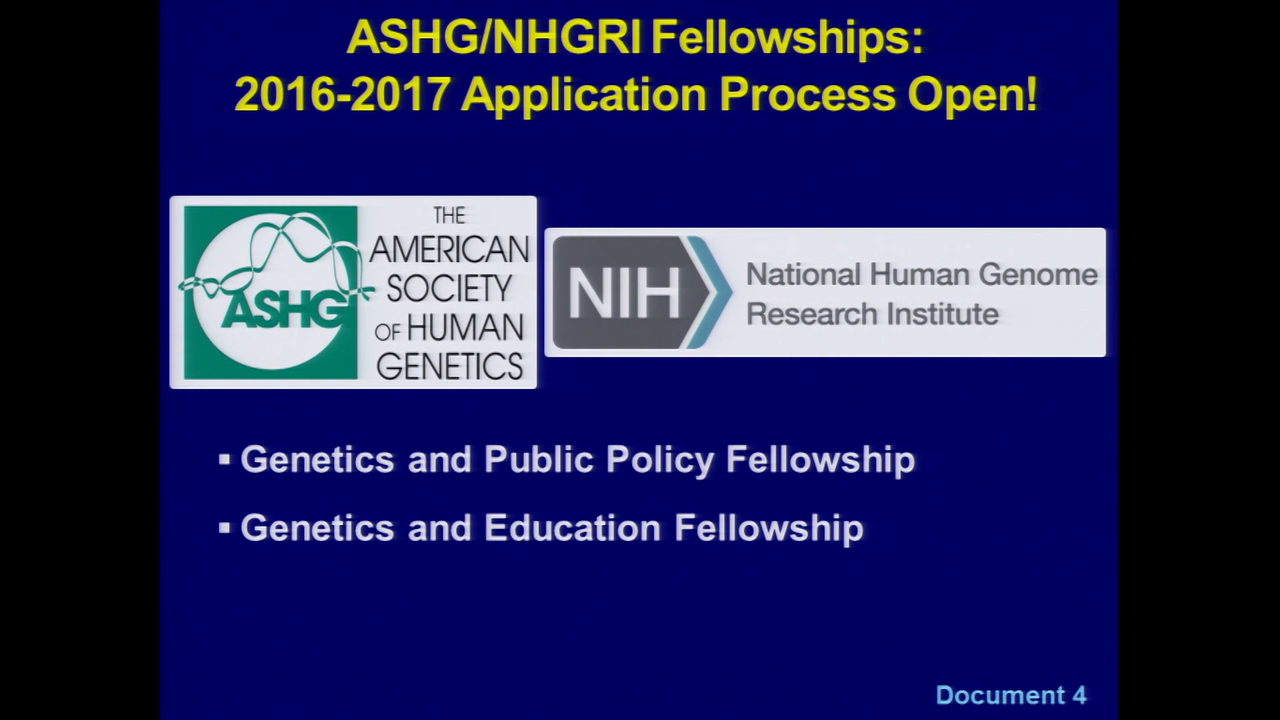 ASHG/NHGRI Fellowships:
2016-2017 Application Process Open!
ASHG
THE
AMERICAN
SOCIETY
OF HUMAN
GENETICS
NIH
National Human Genome
Research Institute
▪ Genetics and Public Policy Fellowship
▪ Genetics and Education Fellowship
Document 4